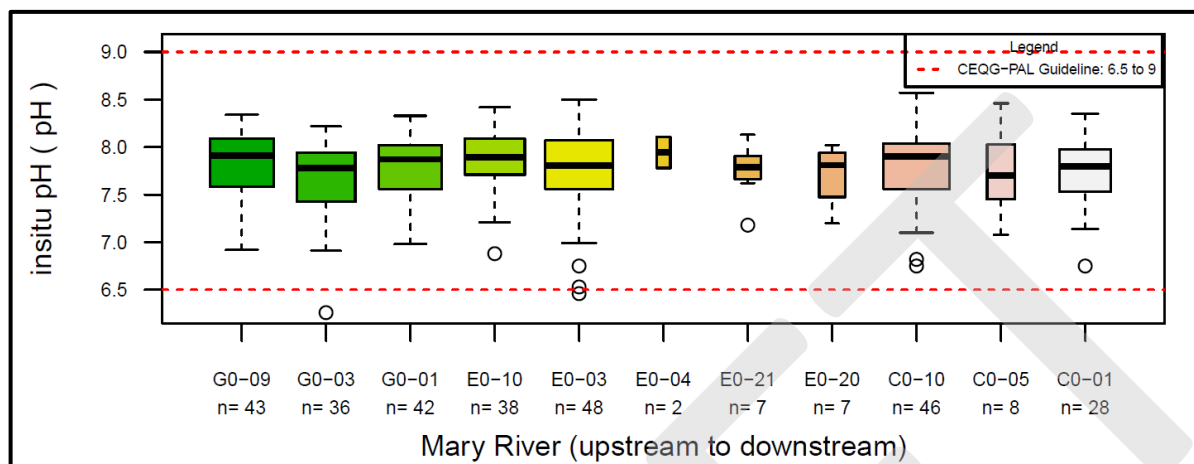 Legend
CEQG-PAL Guideline: 6.5 to 9
insitu pH ( pH )
9.0
8.5
8.0
7.5
7.0
6.5
G0-09 G0-03 G0-01 E0-10 E0-03 E0-04 E0-21 E0-20 C0-10 C0-05 C0-01
n= 43 n= 36 n= 42 n= 38 n= 48 n= 2 n= 7 n= 7 n= 46 n= 8 n= 28
Mary River (upstream to downstream)